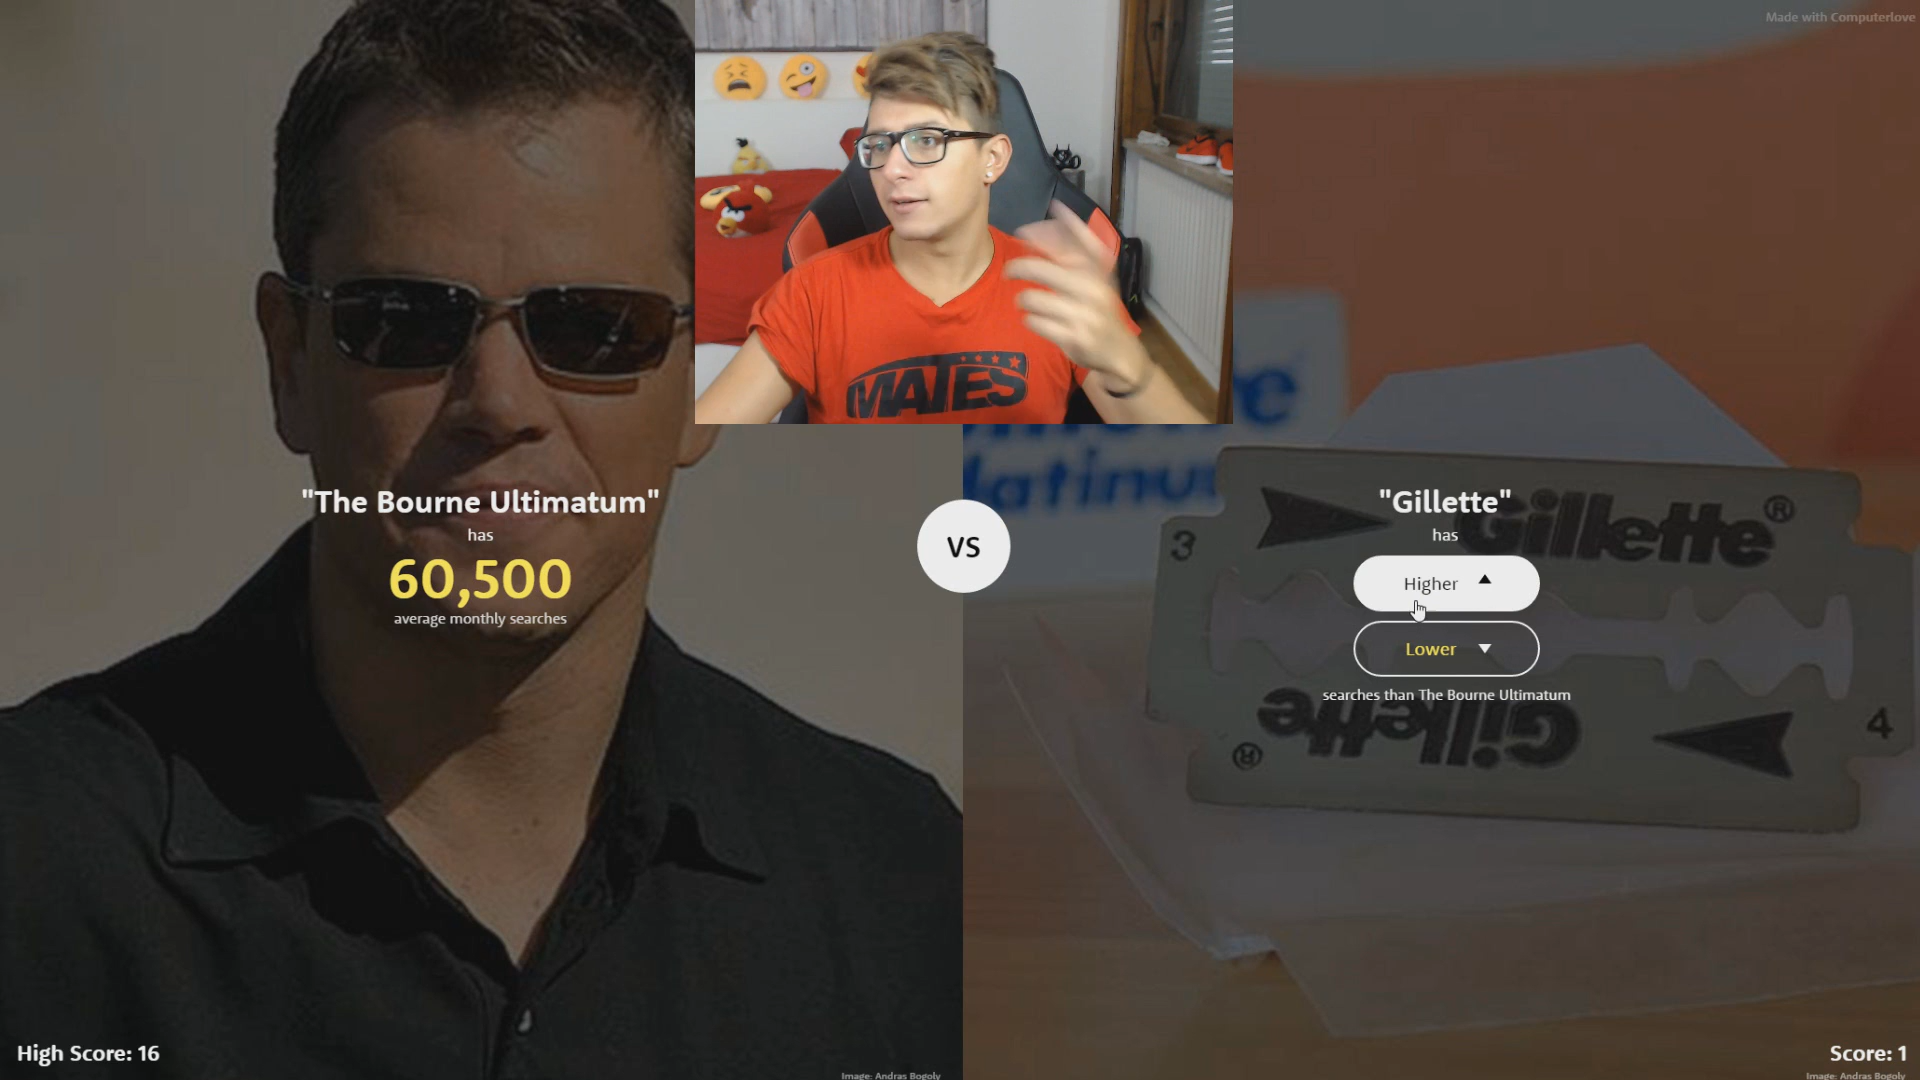 Made with Computerlove
MATES
"The Bourne Ultimatum"
has
60,500
average monthly searches
VS
"Gillette"
has
Higher
Lower
searches than The Bourne Ultimatum
Gillette®
3
Gillette®
4
High Score: 16
Score: 1
Image: Andras Bogoly
Image: Andras Bogoly